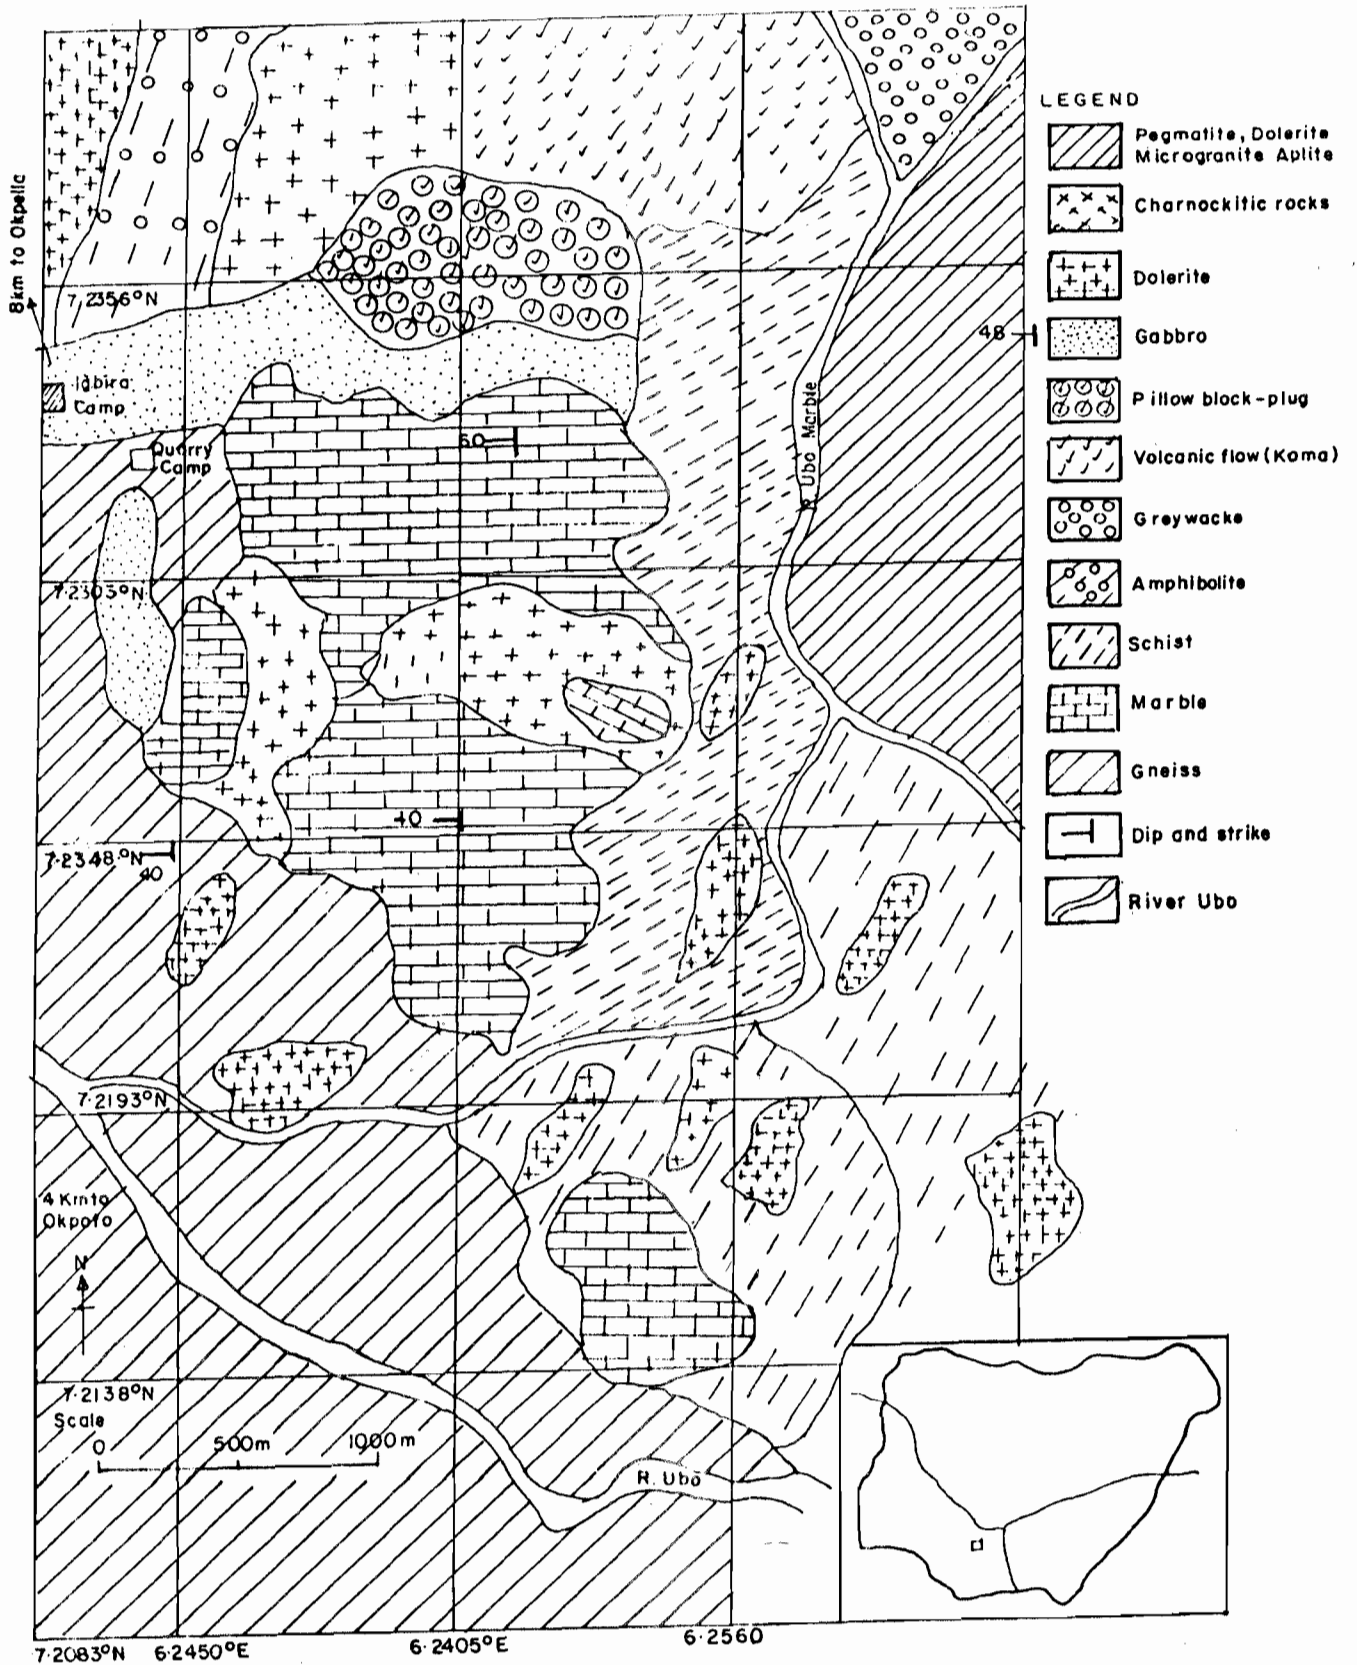 LEGEND
Pegmatite, Dolerite
Microgranite Aplite
Charnockitic rocks
Dolerite
Gabbro
Pillow block-plug
Volcanic flow (Koma)
Greywacke
Amphibolite
Schist
Marble
Gneiss
Dip and strike
River Ubo
8km to Okpella
7.2356°N
Igbira
Camp
Quarry
Camp
48
60
R. Ubo Marble
7.2303°N
40
7.2348°N
40
7.2193°N
4 Km to
Okpoto
N
7.2138°N
Scale
0 500m 1000m
R. Ubo
7.2083°N 6.2450°E 6.2405°E 6.2560